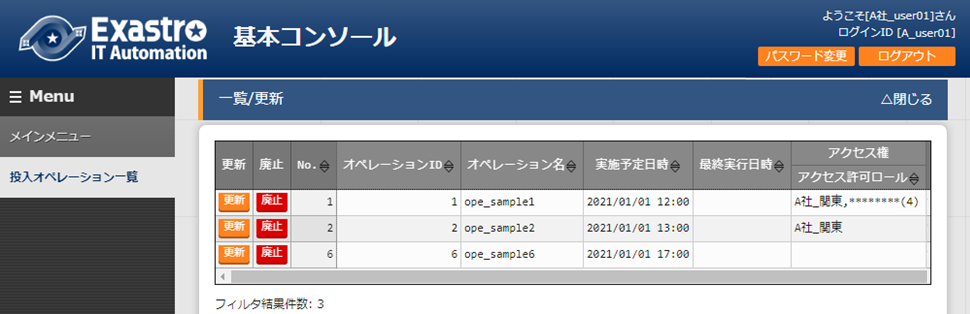 Exastro
IT Automation
基本コンソール
ようこそ[A社_user01]さん
ログインID [A_user01]
パスワード変更
ログアウト
Menu
メインメニュー
投入オペレーション一覧
一覧/更新
△閉じる
更新 廃止 No. オペレーションID オペレーション名 実施予定日時 最終実行日時 アクセス権
アクセス許可ロール
更新 廃止 1 1 ope_sample1 2021/01/01 12:00 A社_関東,********(4)
更新 廃止 2 2 ope_sample2 2021/01/01 13:00 A社_関東
更新 廃止 6 6 ope_sample6 2021/01/01 17:00
フィルタ結果件数: 3